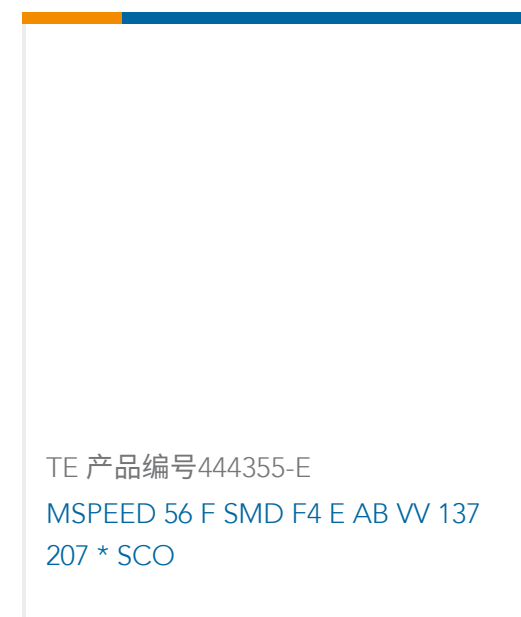 TE 产品编号444355-E
MSPEED 56 F SMD F4 E AB VV 137
207 * SCO